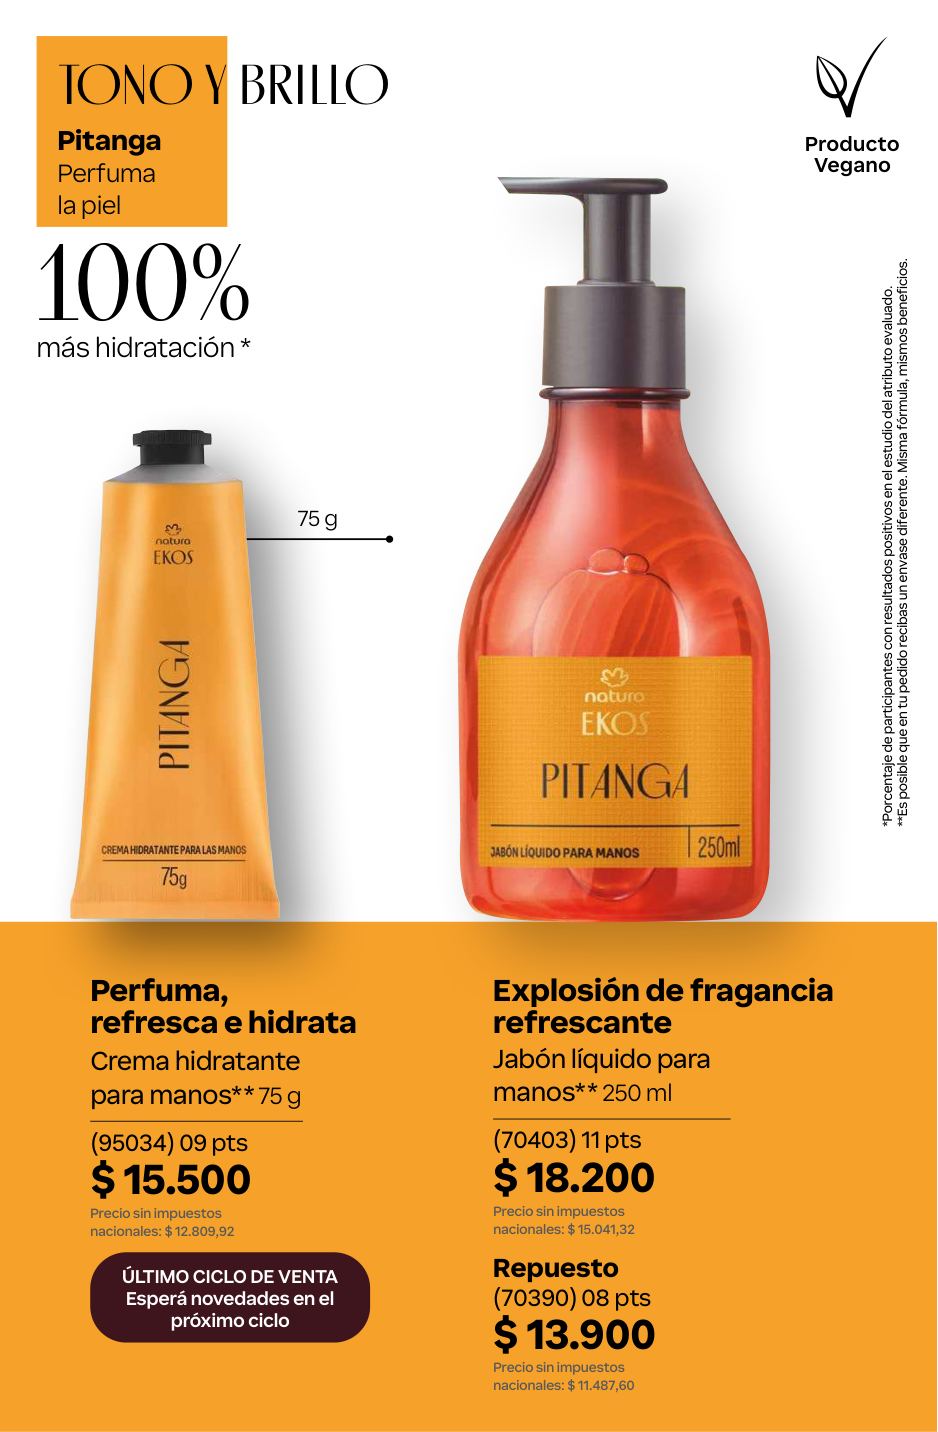 TONO Y BRILLO
Pitanga
Perfuma
la piel
100%
más hidratación *
Producto
Vegano
75 g
natura
EKOS
PITANGA
CREMA HIDRATANTE PARA LAS MANOS
75g
natura
EKOS
PITANGA
JABÓN LÍQUIDO PARA MANOS
250ml
*Porcentaje de participantes con resultados positivos en el estudio del atributo evaluado.
**Es posible que en tu pedido recibas un envase diferente. Misma fórmula, mismos beneficios.
Perfuma,
refresca e hidrata
Crema hidratante
para manos** 75 g
(95034) 09 pts
$ 15.500
Precio sin impuestos
nacionales: $ 12.809,92
ÚLTIMO CICLO DE VENTA
Esperá novedades en el
próximo ciclo
Explosión de fragancia
refrescante
Jabón líquido para
manos** 250 ml
(70403) 11 pts
$ 18.200
Precio sin impuestos
nacionales: $ 15.041,32
Repuesto
(70390) 08 pts
$ 13.900
Precio sin impuestos
nacionales: $ 11.487,60